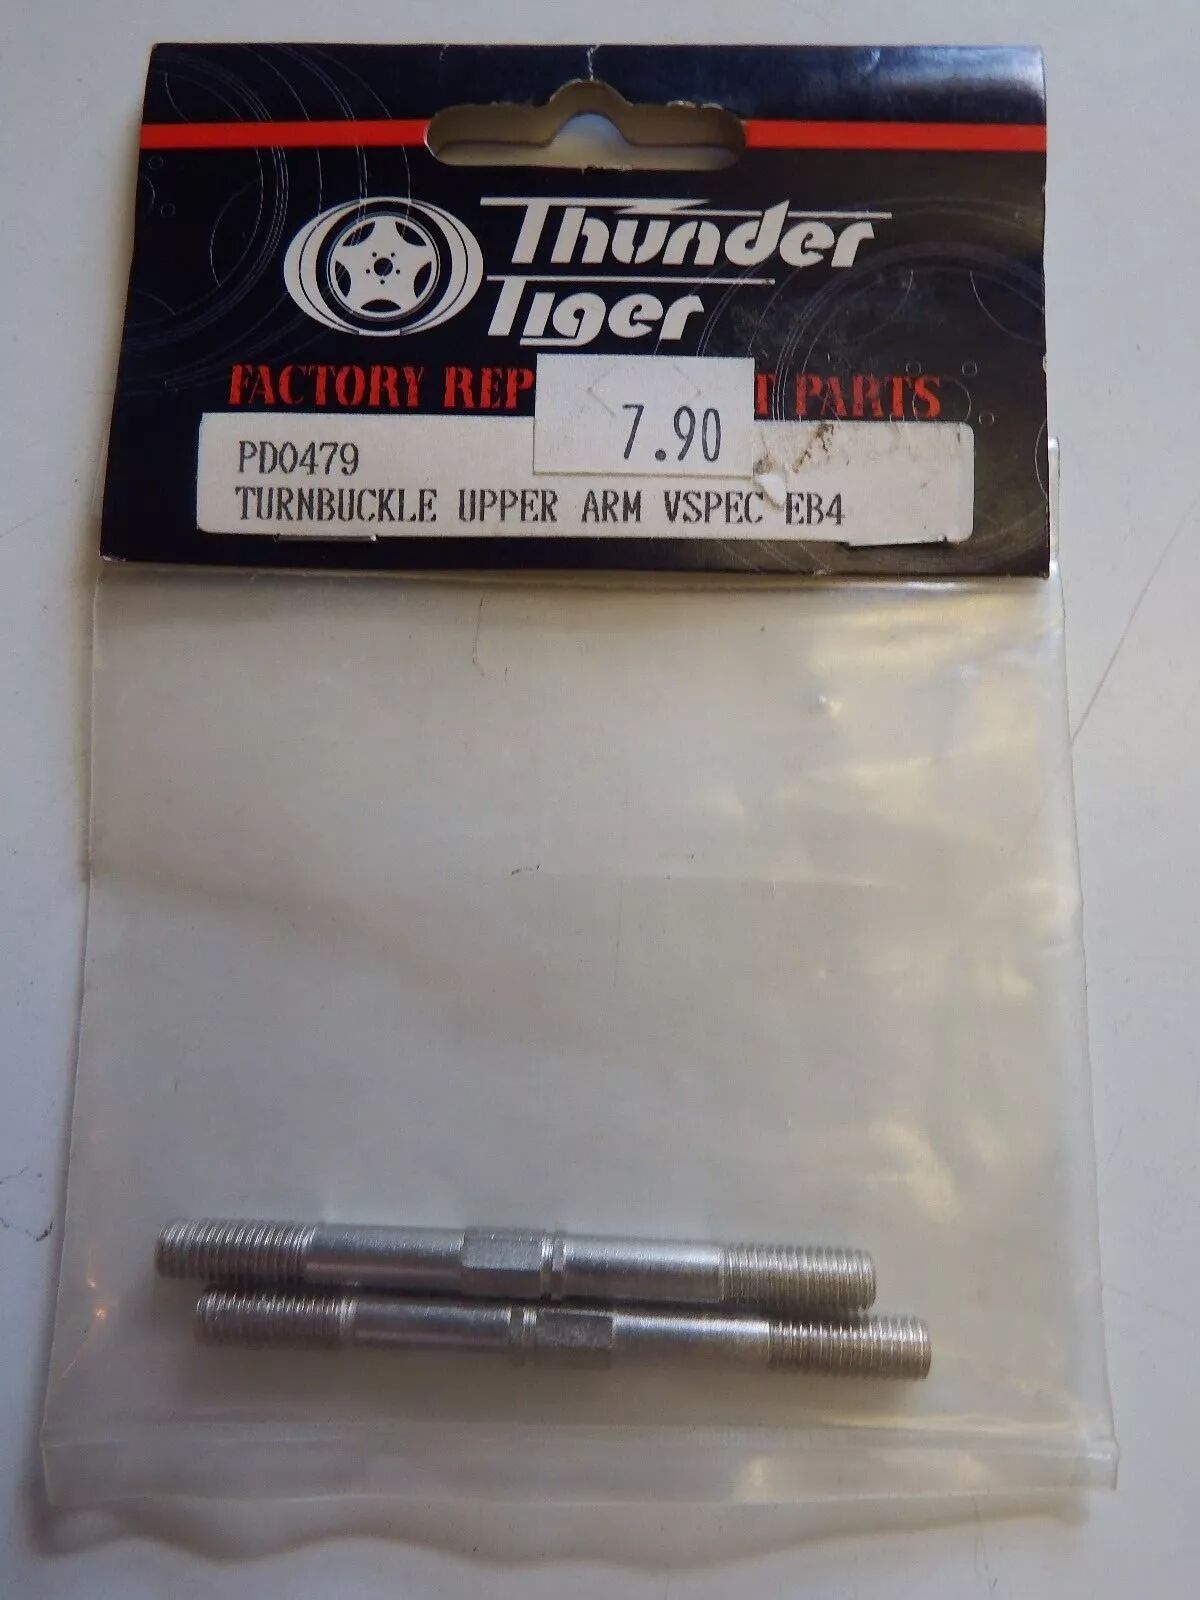 Thunder
Tiger
FACTORY REP T PARTS
7.90
PD0479
TURNBUCKLE UPPER ARM VSPEC EB4